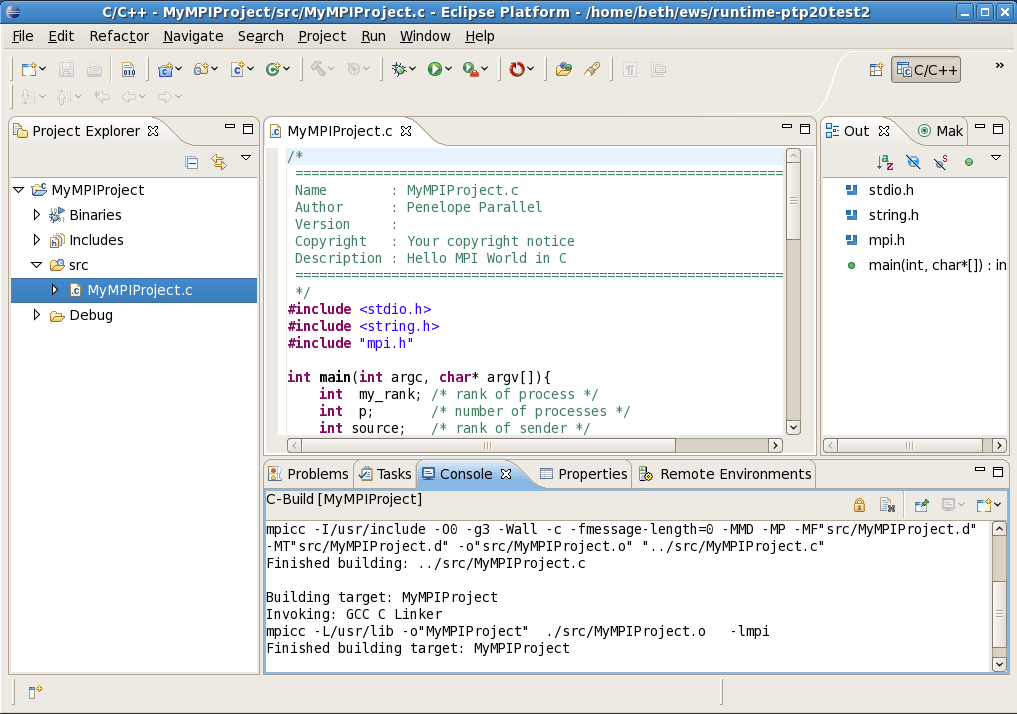 C/C++ - MyMPIProject/src/MyMPIProject.c - Eclipse Platform - /home/beth/ews/runtime-ptp20test2
File Edit Refactor Navigate Search Project Run Window Help
010
C/C++ »
Project Explorer
MyMPIProject
Binaries
Includes
src
MyMPIProject.c
Debug
MyMPIProject.c
/*
============================================================================
Name        : MyMPIProject.c
Author      : Penelope Parallel
Version     :
Copyright   : Your copyright notice
Description : Hello MPI World in C
============================================================================
*/
#include <stdio.h>
#include <string.h>
#include "mpi.h"
int main(int argc, char* argv[]){
int  my_rank; /* rank of process */
int  p;       /* number of processes */
int source;   /* rank of sender */
Out Mak
stdio.h
string.h
mpi.h
main(int, char*[]) : in
Problems Tasks Console Properties Remote Environments
C-Build [MyMPIProject]
mpicc -I/usr/include -O0 -g3 -Wall -c -fmessage-length=0 -MMD -MP -MF"src/MyMPIProject.d"
-MT"src/MyMPIProject.d" -o"src/MyMPIProject.o" "../src/MyMPIProject.c"
Finished building: ../src/MyMPIProject.c
Building target: MyMPIProject
Invoking: GCC C Linker
mpicc -L/usr/lib -o"MyMPIProject"  ./src/MyMPIProject.o   -lmpi
Finished building target: MyMPIProject